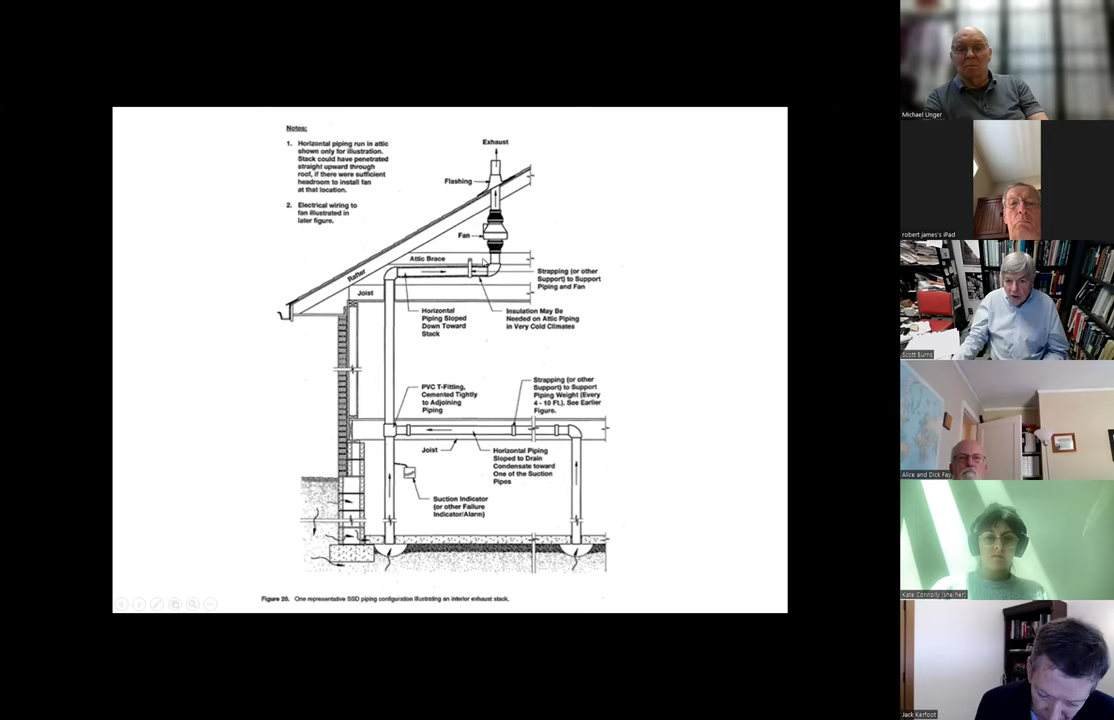 Notes:
1. Horizontal piping run in attic
shown only for illustration.
Stack could have penetrated
straight upward through
roof, if there were sufficient
headroom to install fan
at that location.
2. Electrical wiring to
fan illustrated in
later figure.
Exhaust
Flashing
Fan
Attic Brace
Rafter
Joist
Strapping (or other
Support) to Support
Piping and Fan
Horizontal
Piping Sloped
Down Toward
Stack
Insulation May Be
Needed on Attic Piping
in Very Cold Climates
PVC T-Fitting,
Cemented Tightly
to Adjoining
Piping
Strapping (or other
Support) to Support
Piping Weight (Every
4 - 10 Ft.). See Earlier
Figure.
Joist
Horizontal Piping
Sloped to Drain
Condensate toward
One of the Suction
Pipes
Suction Indicator
(or other Failure
Indicator/Alarm)
Figure 20. One representative SSD piping configuration illustrating an interior exhaust stack.
Michael Unger
robert james's iPad
Scott Burns
Alice and Dick Fay
Kate Connolly (she/her)
Jack Kerfoot